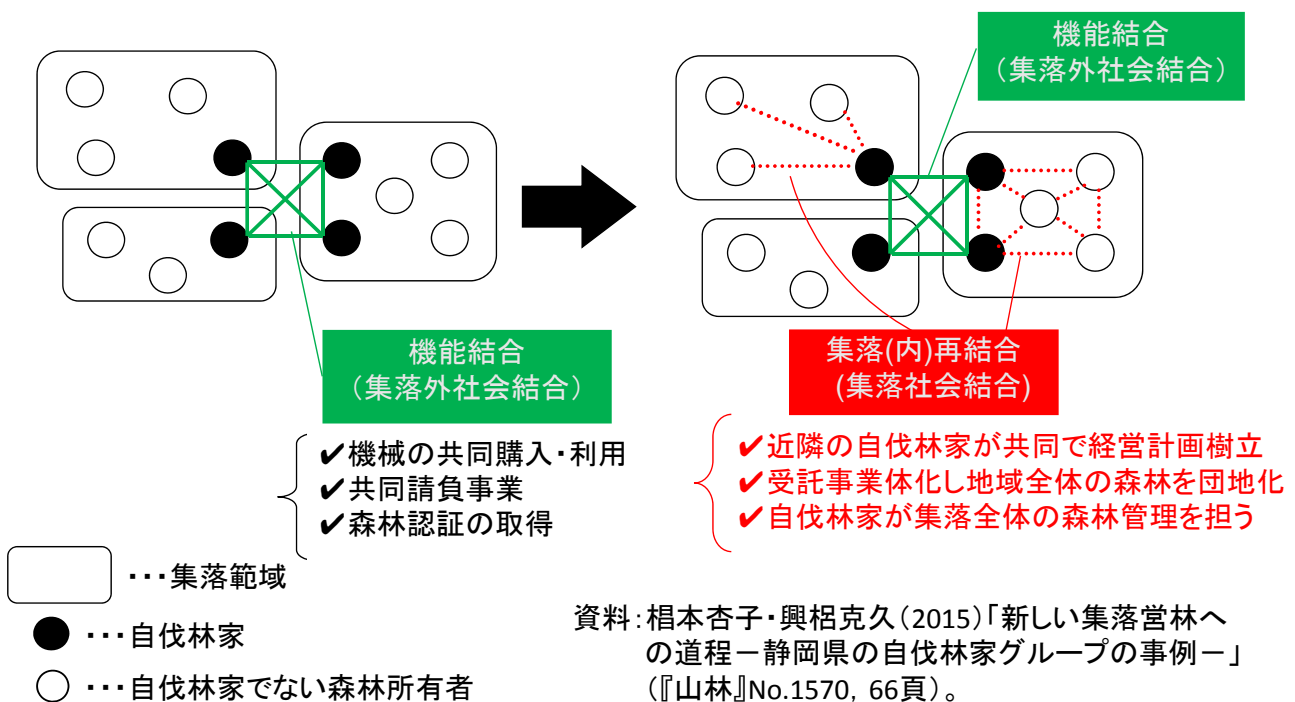 機能結合
（集落外社会結合）
機能結合
（集落外社会結合）
✔機械の共同購入・利用
✔共同請負事業
✔森林認証の取得
集落(内)再結合
(集落社会結合)
✔近隣の自伐林家が共同で経営計画樹立
✔受託事業体化し地域全体の森林を団地化
✔自伐林家が集落全体の森林管理を担う
・・・集落範域
・・・自伐林家
・・・自伐林家でない森林所有者
資料：椙本杏子・興梠克久(2015)「新しい集落営林へ
の道程－静岡県の自伐林家グループの事例－」
（『山林』No.1570, 66頁）。